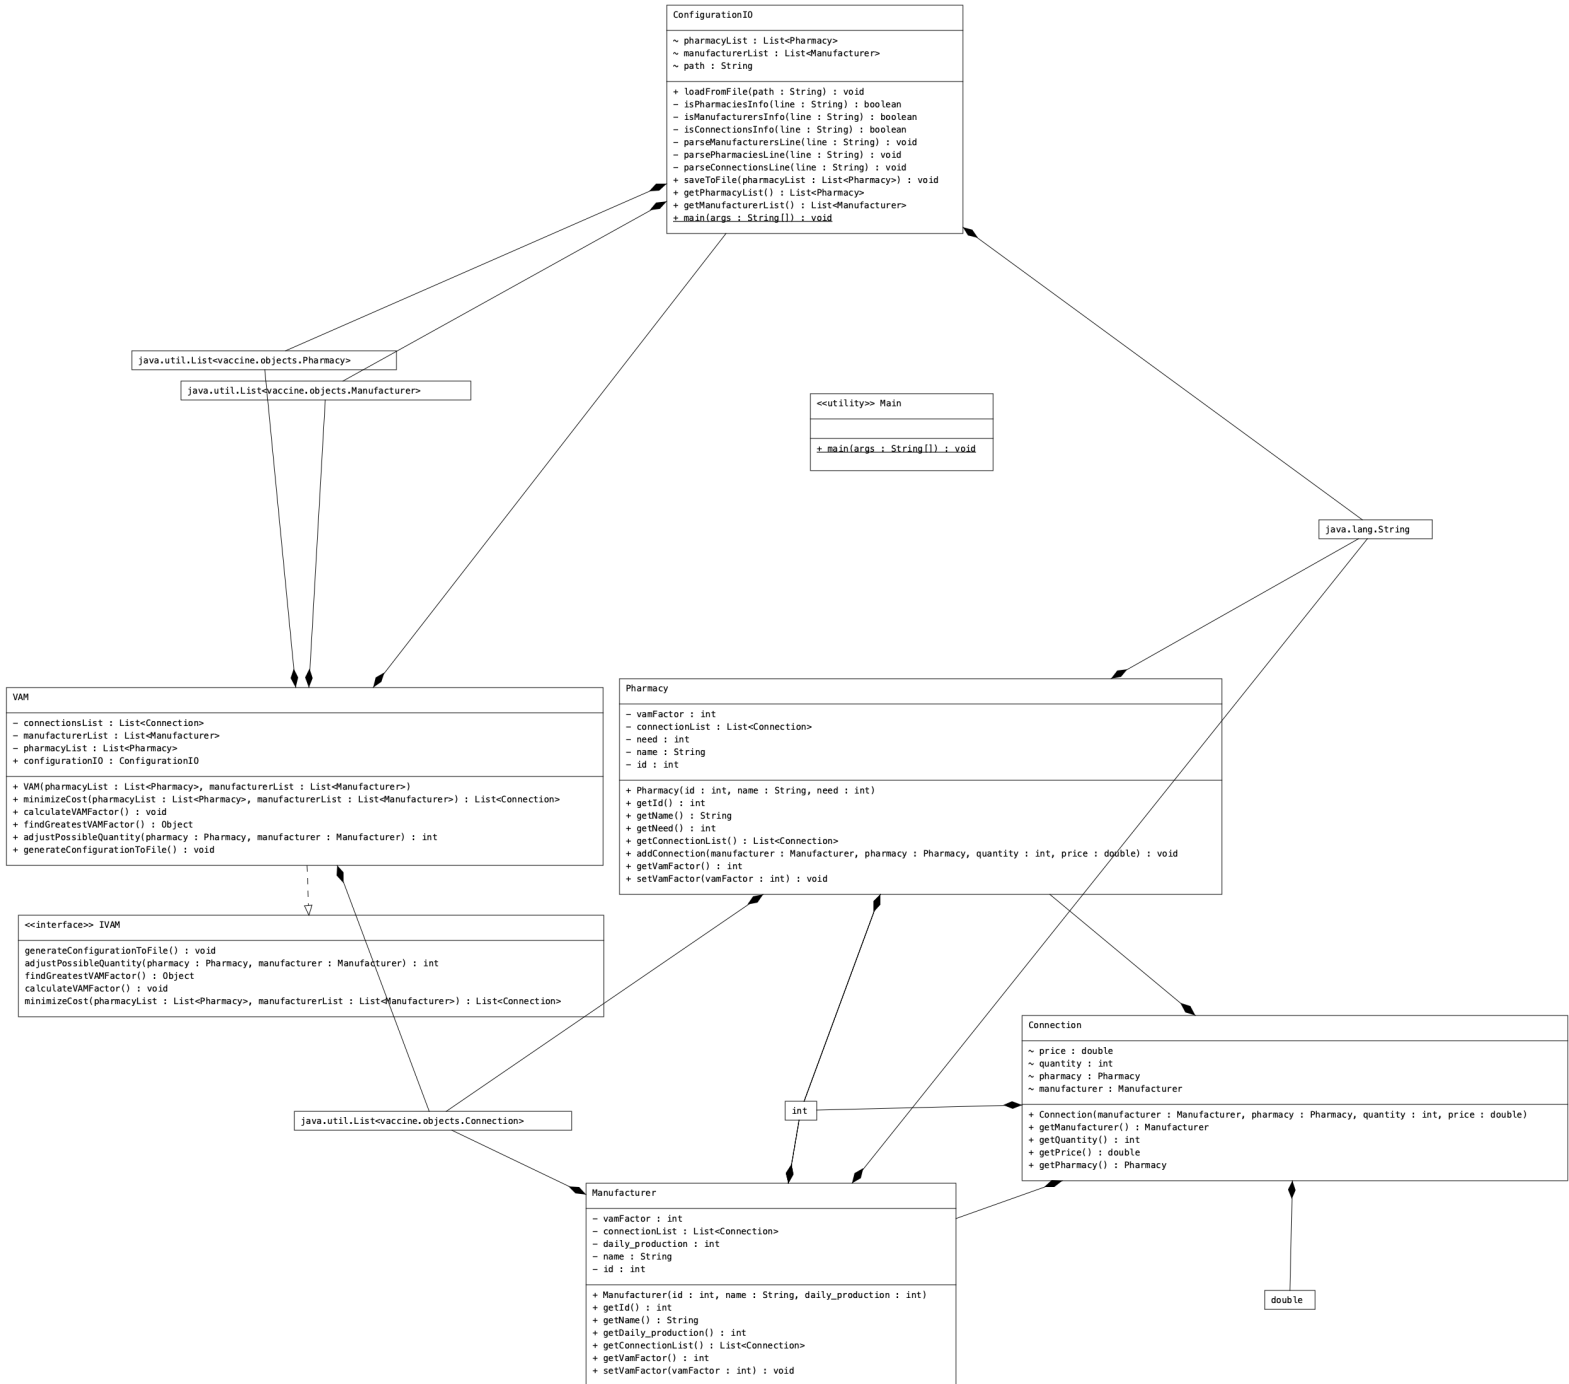 ConfigurationIO
~ pharmacyList : List<Pharmacy>
~ manufacturerList : List<Manufacturer>
~ path : String
+ loadFromFile(path : String) : void
− isPharmaciesInfo(line : String) : boolean
− isManufacturersInfo(line : String) : boolean
− isConnectionsInfo(line : String) : boolean
− parseManufacturersLine(line : String) : void
− parsePharmaciesLine(line : String) : void
− parseConnectionsLine(line : String) : void
+ saveToFile(pharmacyList : List<Pharmacy>) : void
+ getPharmacyList() : List<Pharmacy>
+ getManufacturerList() : List<Manufacturer>
+ main(args : String[]) : void
java.util.List<vaccine.objects.Pharmacy>
java.util.List<vaccine.objects.Manufacturer>
<<utility>> Main
+ main(args : String[]) : void
java.lang.String
VAM
− connectionsList : List<Connection>
− manufacturerList : List<Manufacturer>
− pharmacyList : List<Pharmacy>
+ configurationIO : ConfigurationIO
+ VAM(pharmacyList : List<Pharmacy>, manufacturerList : List<Manufacturer>)
+ minimizeCost(pharmacyList : List<Pharmacy>, manufacturerList : List<Manufacturer>) : List<Connection>
+ calculateVAMFactor() : void
+ findGreatestVAMFactor() : Object
+ adjustPossibleQuantity(pharmacy : Pharmacy, manufacturer : Manufacturer) : int
+ generateConfigurationToFile() : void
Pharmacy
− vamFactor : int
− connectionList : List<Connection>
− need : int
− name : String
− id : int
+ Pharmacy(id : int, name : String, need : int)
+ getId() : int
+ getName() : String
+ getNeed() : int
+ getConnectionList() : List<Connection>
+ addConnection(manufacturer : Manufacturer, pharmacy : Pharmacy, quantity : int, price : double) : void
+ getVamFactor() : int
+ setVamFactor(vamFactor : int) : void
<<interface>> IVAM
generateConfigurationToFile() : void
adjustPossibleQuantity(pharmacy : Pharmacy, manufacturer : Manufacturer) : int
findGreatestVAMFactor() : Object
calculateVAMFactor() : void
minimizeCost(pharmacyList : List<Pharmacy>, manufacturerList : List<Manufacturer>) : List<Connection>
Connection
~ price : double
~ quantity : int
~ pharmacy : Pharmacy
~ manufacturer : Manufacturer
+ Connection(manufacturer : Manufacturer, pharmacy : Pharmacy, quantity : int, price : double)
+ getManufacturer() : Manufacturer
+ getQuantity() : int
+ getPrice() : double
+ getPharmacy() : Pharmacy
int
java.util.List<vaccine.objects.Connection>
Manufacturer
− vamFactor : int
− connectionList : List<Connection>
− daily_production : int
− name : String
− id : int
+ Manufacturer(id : int, name : String, daily_production : int)
+ getId() : int
+ getName() : String
+ getDaily_production() : int
+ getConnectionList() : List<Connection>
+ getVamFactor() : int
+ setVamFactor(vamFactor : int) : void
double